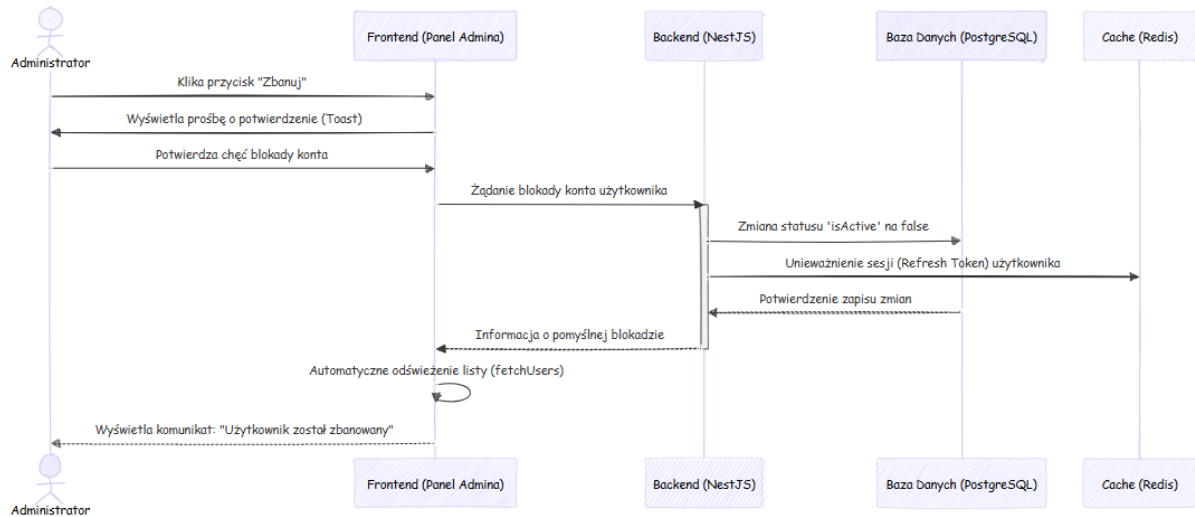 Administrator
Frontend (Panel Admina)
Backend (NestJS)
Baza Danych (PostgreSQL)
Cache (Redis)
Klika przycisk "Zbanuj"
Wyświetla prośbę o potwierdzenie (Toast)
Potwierdza chęć blokady konta
Żądanie blokady konta użytkownika
Zmiana statusu "isActive" na false
Unieważnienie sesji (Refresh Token) użytkownika
Potwierdzenie zapisu zmian
Informacja o pomyślnej blokadzie
Automatyczne odświeżenie listy (fetchUsers)
Wyświetla komunikat: "Użytkownik został zbanowany"
Administrator
Frontend (Panel Admina)
Backend (NestJS)
Baza Danych (PostgreSQL)
Cache (Redis)